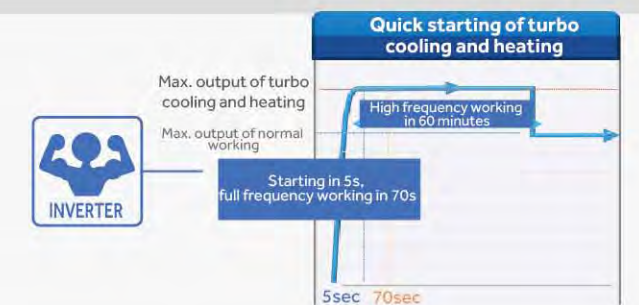 Quick starting of turbo
cooling and heating
Max. output of turbo
cooling and heating
High frequency working
in 60 minutes
Max. output of normal
working
Starting in 5s,
full frequency working in 70s
INVERTER
5sec 70sec